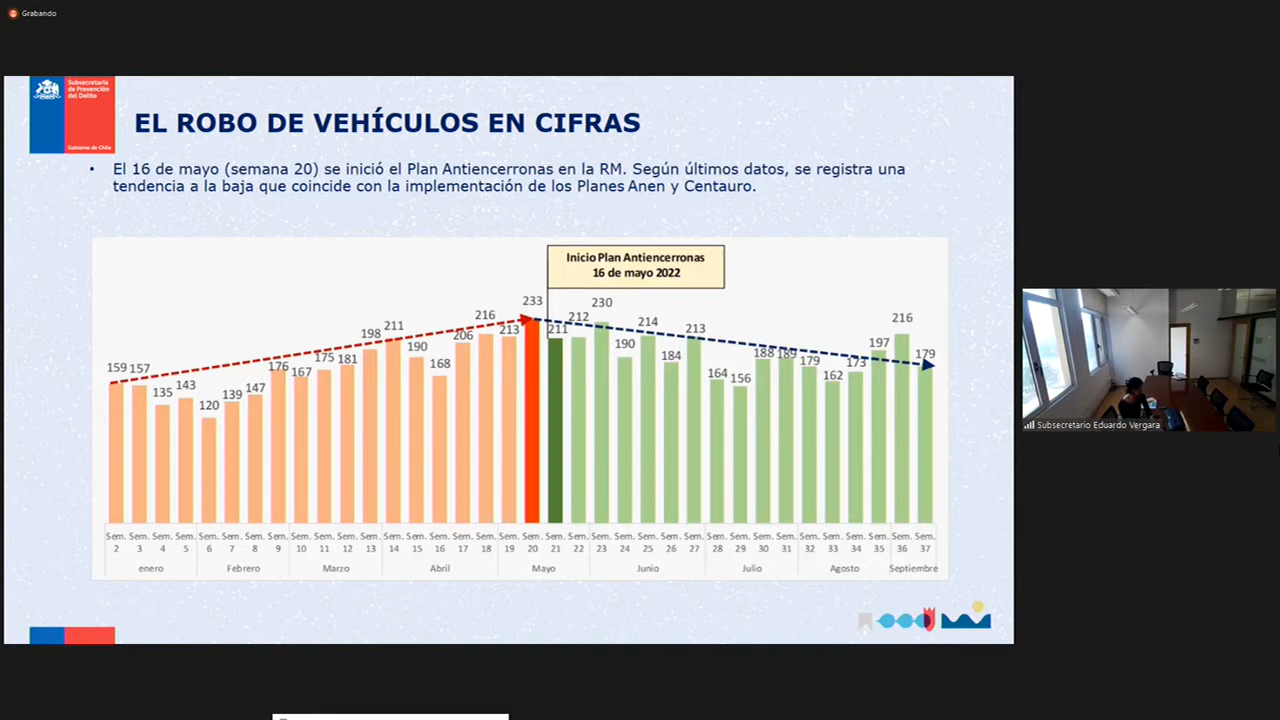 Grabando
Subsecretaría
de Prevención
del Delito
Gobierno de Chile
EL ROBO DE VEHÍCULOS EN CIFRAS
• El 16 de mayo (semana 20) se inició el Plan Antiencerronas en la RM. Según últimos datos, se registra una
tendencia a la baja que coincide con la implementación de los Planes Anen y Centauro.
Inicio Plan Antiencerronas
16 de mayo 2022
159 157 135 143 120 139 147 176 167 175 181 198 211 190 168 206 216 213 233 211 212 230 190 214 184 213 164 156 188 189 179 162 173 197 216 179
Sem. Sem. Sem. Sem. Sem. Sem. Sem. Sem. Sem. Sem. Sem. Sem. Sem. Sem. Sem. Sem. Sem. Sem. Sem. Sem. Sem. Sem. Sem. Sem. Sem. Sem. Sem. Sem. Sem. Sem. Sem. Sem. Sem. Sem. Sem. Sem.
2 3 4 5 6 7 8 9 10 11 12 13 14 15 16 17 18 19 20 21 22 23 24 25 26 27 28 29 30 31 32 33 34 35 36 37
enero Febrero Marzo Abril Mayo Junio Julio Agosto Septiembre
Subsecretario Eduardo Vergara